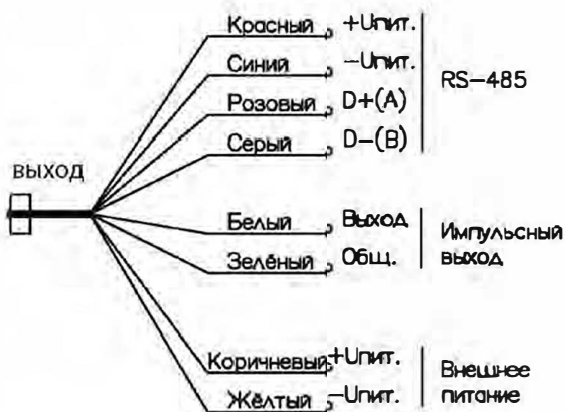 Красный +Uпит.
Синий −Uпит.
RS−485
Розовый D+(A)
Серый D−(B)
выход
Белый Выход
Импульсный
Зелёный Общ.
выход
Коричневый +Uпит.
Внешнее
Жёлтый −Uпит.
питание